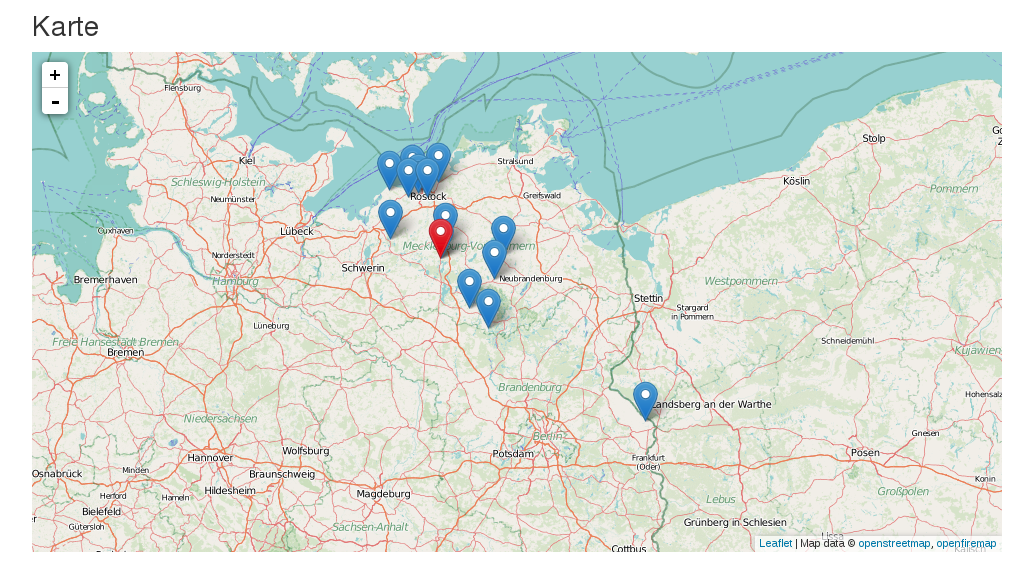 Karte
+
-
Flensburg
Stolp
Kiel
Stralsund
Köslin
Schleswig-Holstein
Pommern
Neumünster
Rostock
Greifswald
Cuxhaven
Lübeck
Norderstedt
Schwerin
Bremerhaven
Hamburg
Neubrandenburg
Westpommern
Stettin
Stargard
in Pommern
Lüneburg
Freie Hansestadt Bremen
Bremen
Schneidemühl
Kujawien
Brandenburg
Hohensalz
Landsberg an der Warthe
Niedersachsen
Berlin
Gnesen
Wolfsburg
Potsdam
Posen
Hannover
Frankfurt
(Oder)
Osnabrück
Minden
Braunschweig
Konin
Herford
Hameln
Hildesheim
Magdeburg
Großpolen
Lebus
Bielefeld
Gütersloh
Sachsen-Anhalt
Grünberg in Schlesien
Lissa
Cottbus
Leaflet | Map data © openstreetmap, openfiremap